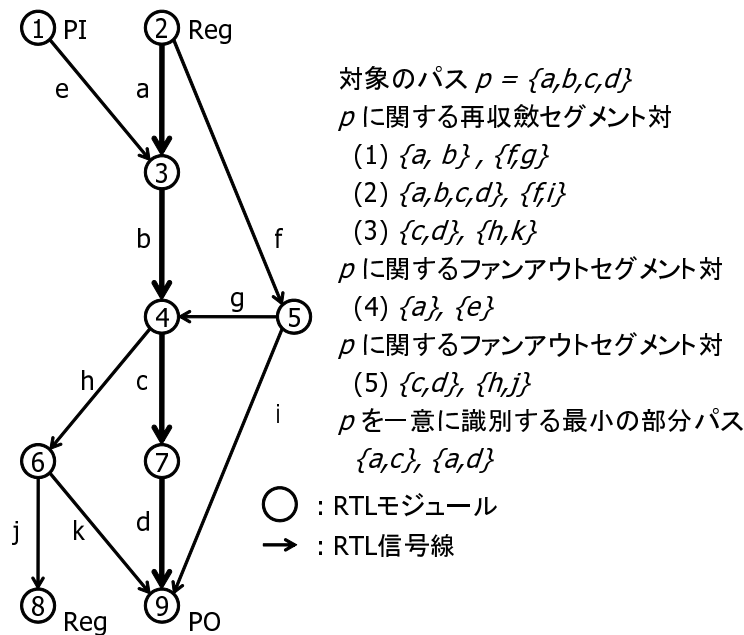 1 PI
2 Reg
e
a
3
b
f
4
g
5
h
c
i
6
7
j
k
d
8 Reg
9 PO
対象のパス p = {a,b,c,d}
p に関する再収斂セグメント対
(1) {a, b} , {f,g}
(2) {a,b,c,d}, {f,i}
(3) {c,d}, {h,k}
p に関するファンアウトセグメント対
(4) {a}, {e}
p に関するファンアウトセグメント対
(5) {c,d}, {h,j}
p を一意に識別する最小の部分パス
{a,c}, {a,d}
: RTLモジュール
: RTL信号線